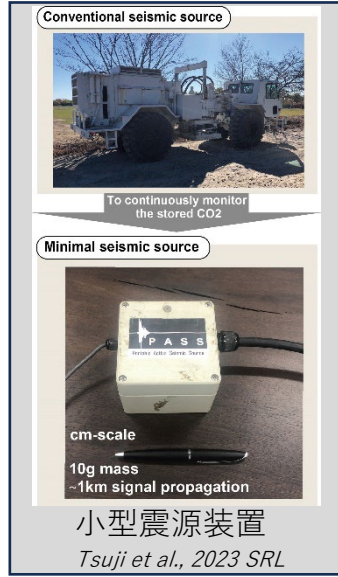 Conventional seismic source
To continuously monitor
the stored CO2
Minimal seismic source
PASS
Portable Active Seismic Source
cm-scale
10g mass
~1km signal propagation
小型震源装置
Tsuji et al., 2023 SRL